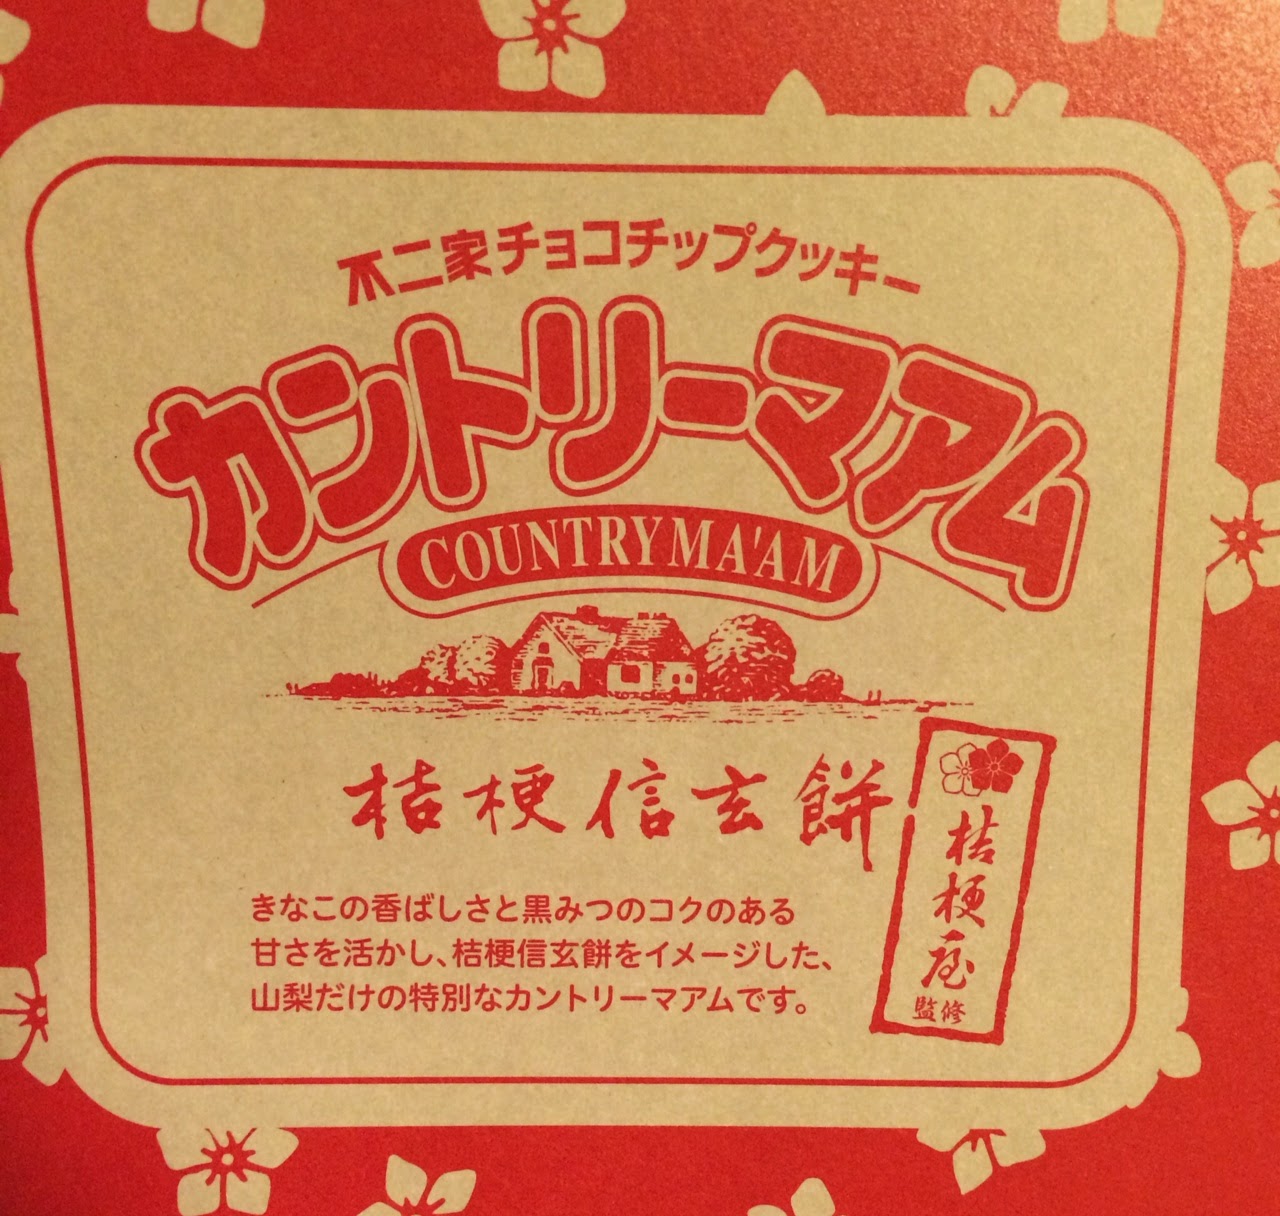 不二家チョコチップクッキー
カントリーマアム
COUNTRY MA'AM
桔梗信玄餅
きなこの香ばしさと黒みつのコクのある
甘さを活かし、桔梗信玄餅をイメージした、
山梨だけの特別なカントリーマアムです。
桔梗屋
監修